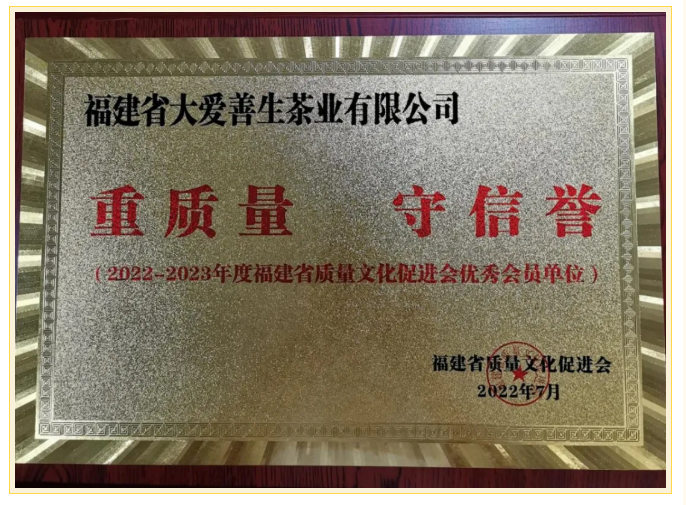 福建省大爱善生茶业有限公司
重质量 守信誉
（2022-2023年度福建省质量文化促进会优秀会员单位）
福建省质量文化促进会
2022年7月